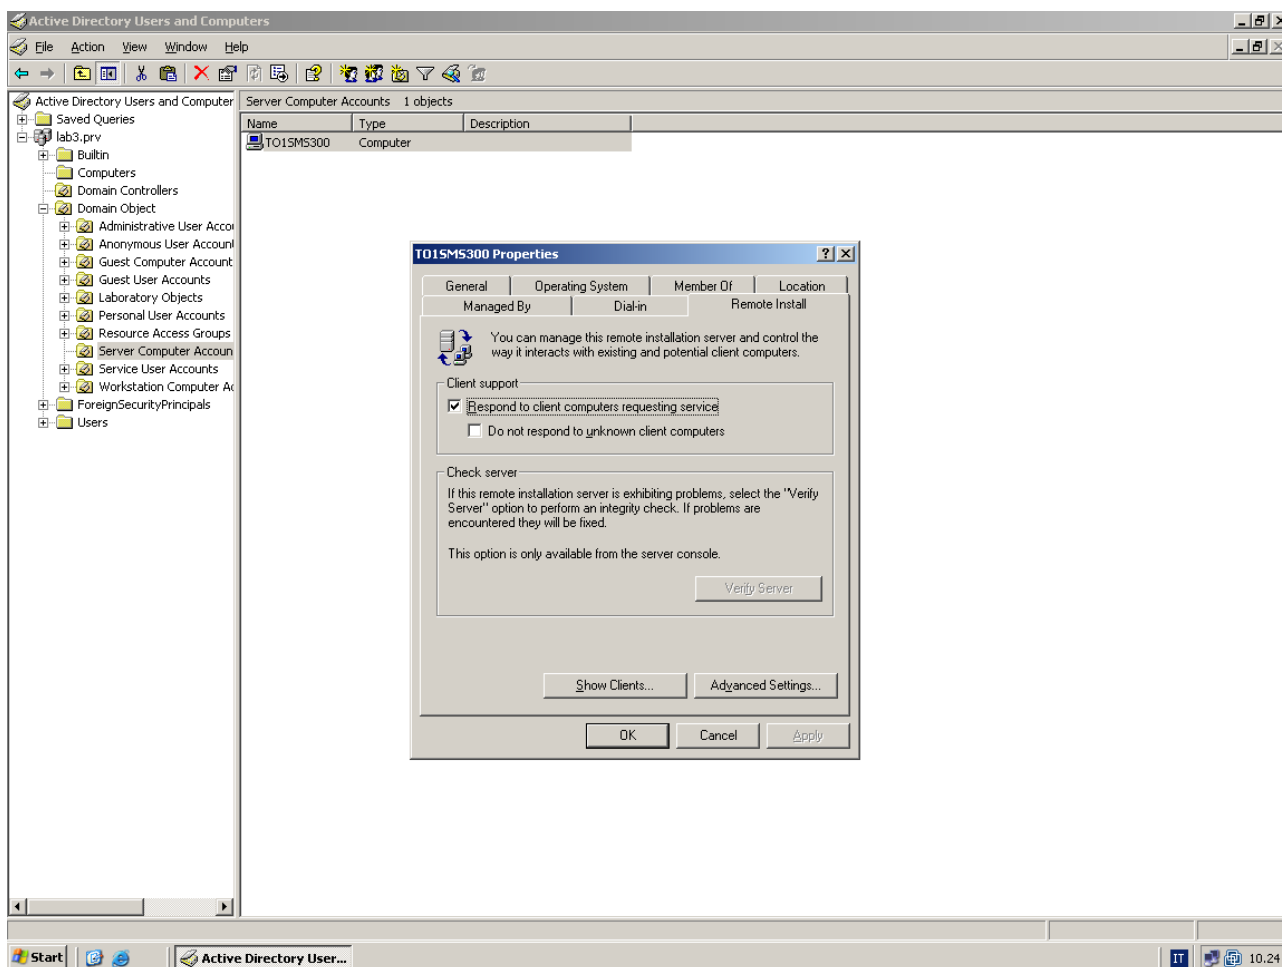 Active Directory Users and Computers
File Action View Window Help
Active Directory Users and Computer
Saved Queries
lab3.prv
Builtin
Computers
Domain Controllers
Domain Object
Administrative User Accou
Anonymous User Account
Guest Computer Account
Guest User Accounts
Laboratory Objects
Personal User Accounts
Resource Access Groups
Server Computer Accoun
Service User Accounts
Workstation Computer Ac
ForeignSecurityPrincipals
Users
Server Computer Accounts 1 objects
Name Type Description
TO1SMS300 Computer
TO1SMS300 Properties
General Operating System Member Of Location
Managed By Dial-in Remote Install
You can manage this remote installation server and control the
way it interacts with existing and potential client computers.
Client support
Respond to client computers requesting service
Do not respond to unknown client computers
Check server
If this remote installation server is exhibiting problems, select the "Verify
Server" option to perform an integrity check. If problems are
encountered they will be fixed.
This option is only available from the server console.
Verify Server
Show Clients... Advanced Settings...
OK Cancel Apply
Start Active Directory User... IT 10.24